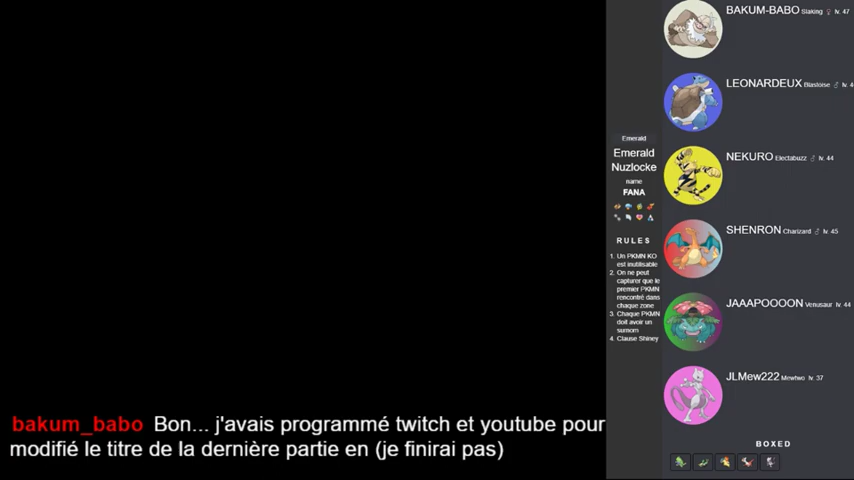 BAKUM-BABO Slaking ♀ lv. 47
LEONARDEUX Blastoise ♂ lv. 4
NEKURO Electabuzz ♂ lv. 44
SHENRON Charizard ♂ lv. 45
JAAAPOOOON Venusaur lv. 44
JLMew222 Mewtwo lv. 37
BOXED
Emerald
Emerald
Nuzlocke
name
FANA
RULES
1. Un PKMN KO
est inutilisable
2. On ne peut
capturer que le
premier PKMN
rencontré dans
chaque zone
3. Chaque PKMN
doit avoir un
surnom
4. Clause Shiney
bakum_babo Bon... j'avais programmé twitch et youtube pour
modifié le titre de la dernière partie en (je finirai pas)